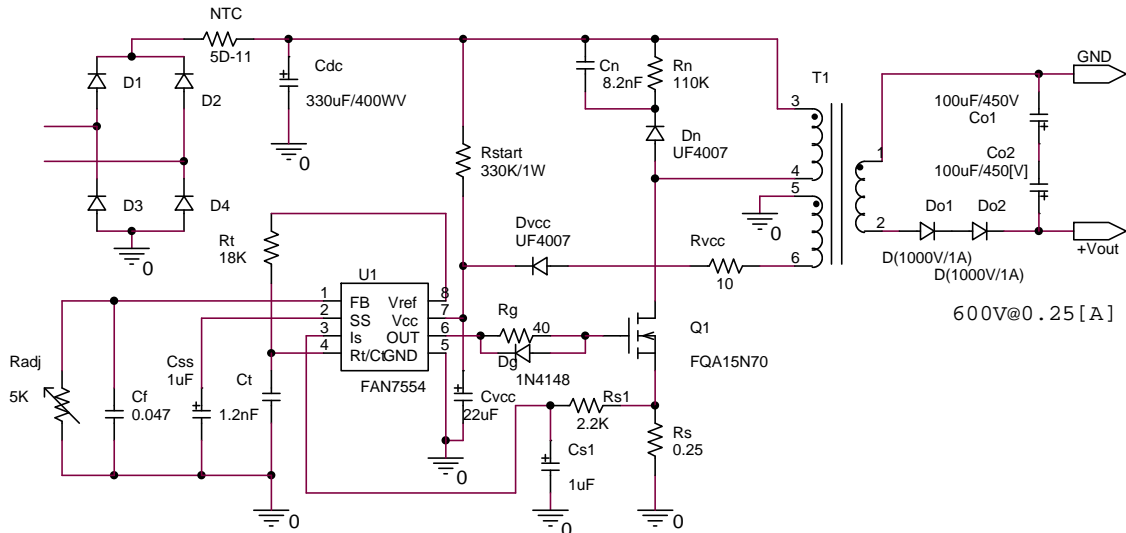 NTC
5D-11
D1
D2
Cdc
330uF/400WV
0
Cn
8.2nF
Rn
110K
T1
GND
3
Dn
UF4007
100uF/450V
Co1
D3
D4
0
Rstart
330K/1W
4
5
0
1
Co2
100uF/450[V]
2
Do1
Do2
Rt
18K
Dvcc
UF4007
Rvcc
10
6
+Vout
D(1000V/1A)
D(1000V/1A)
U1
600V@0.25[A]
1
FB
Vref
8
2
SS
Vcc
7
3
Is
OUT
6
4
Rt/Ct
GND
5
FAN7554
Rg
40
Dg
1N4148
Q1
FQA15N70
Radj
5K
Cf
0.047
Css
1uF
Ct
1.2nF
Cvcc
22uF
Rs1
2.2K
Rs
0.25
Cs1
1uF
0
0
0
0